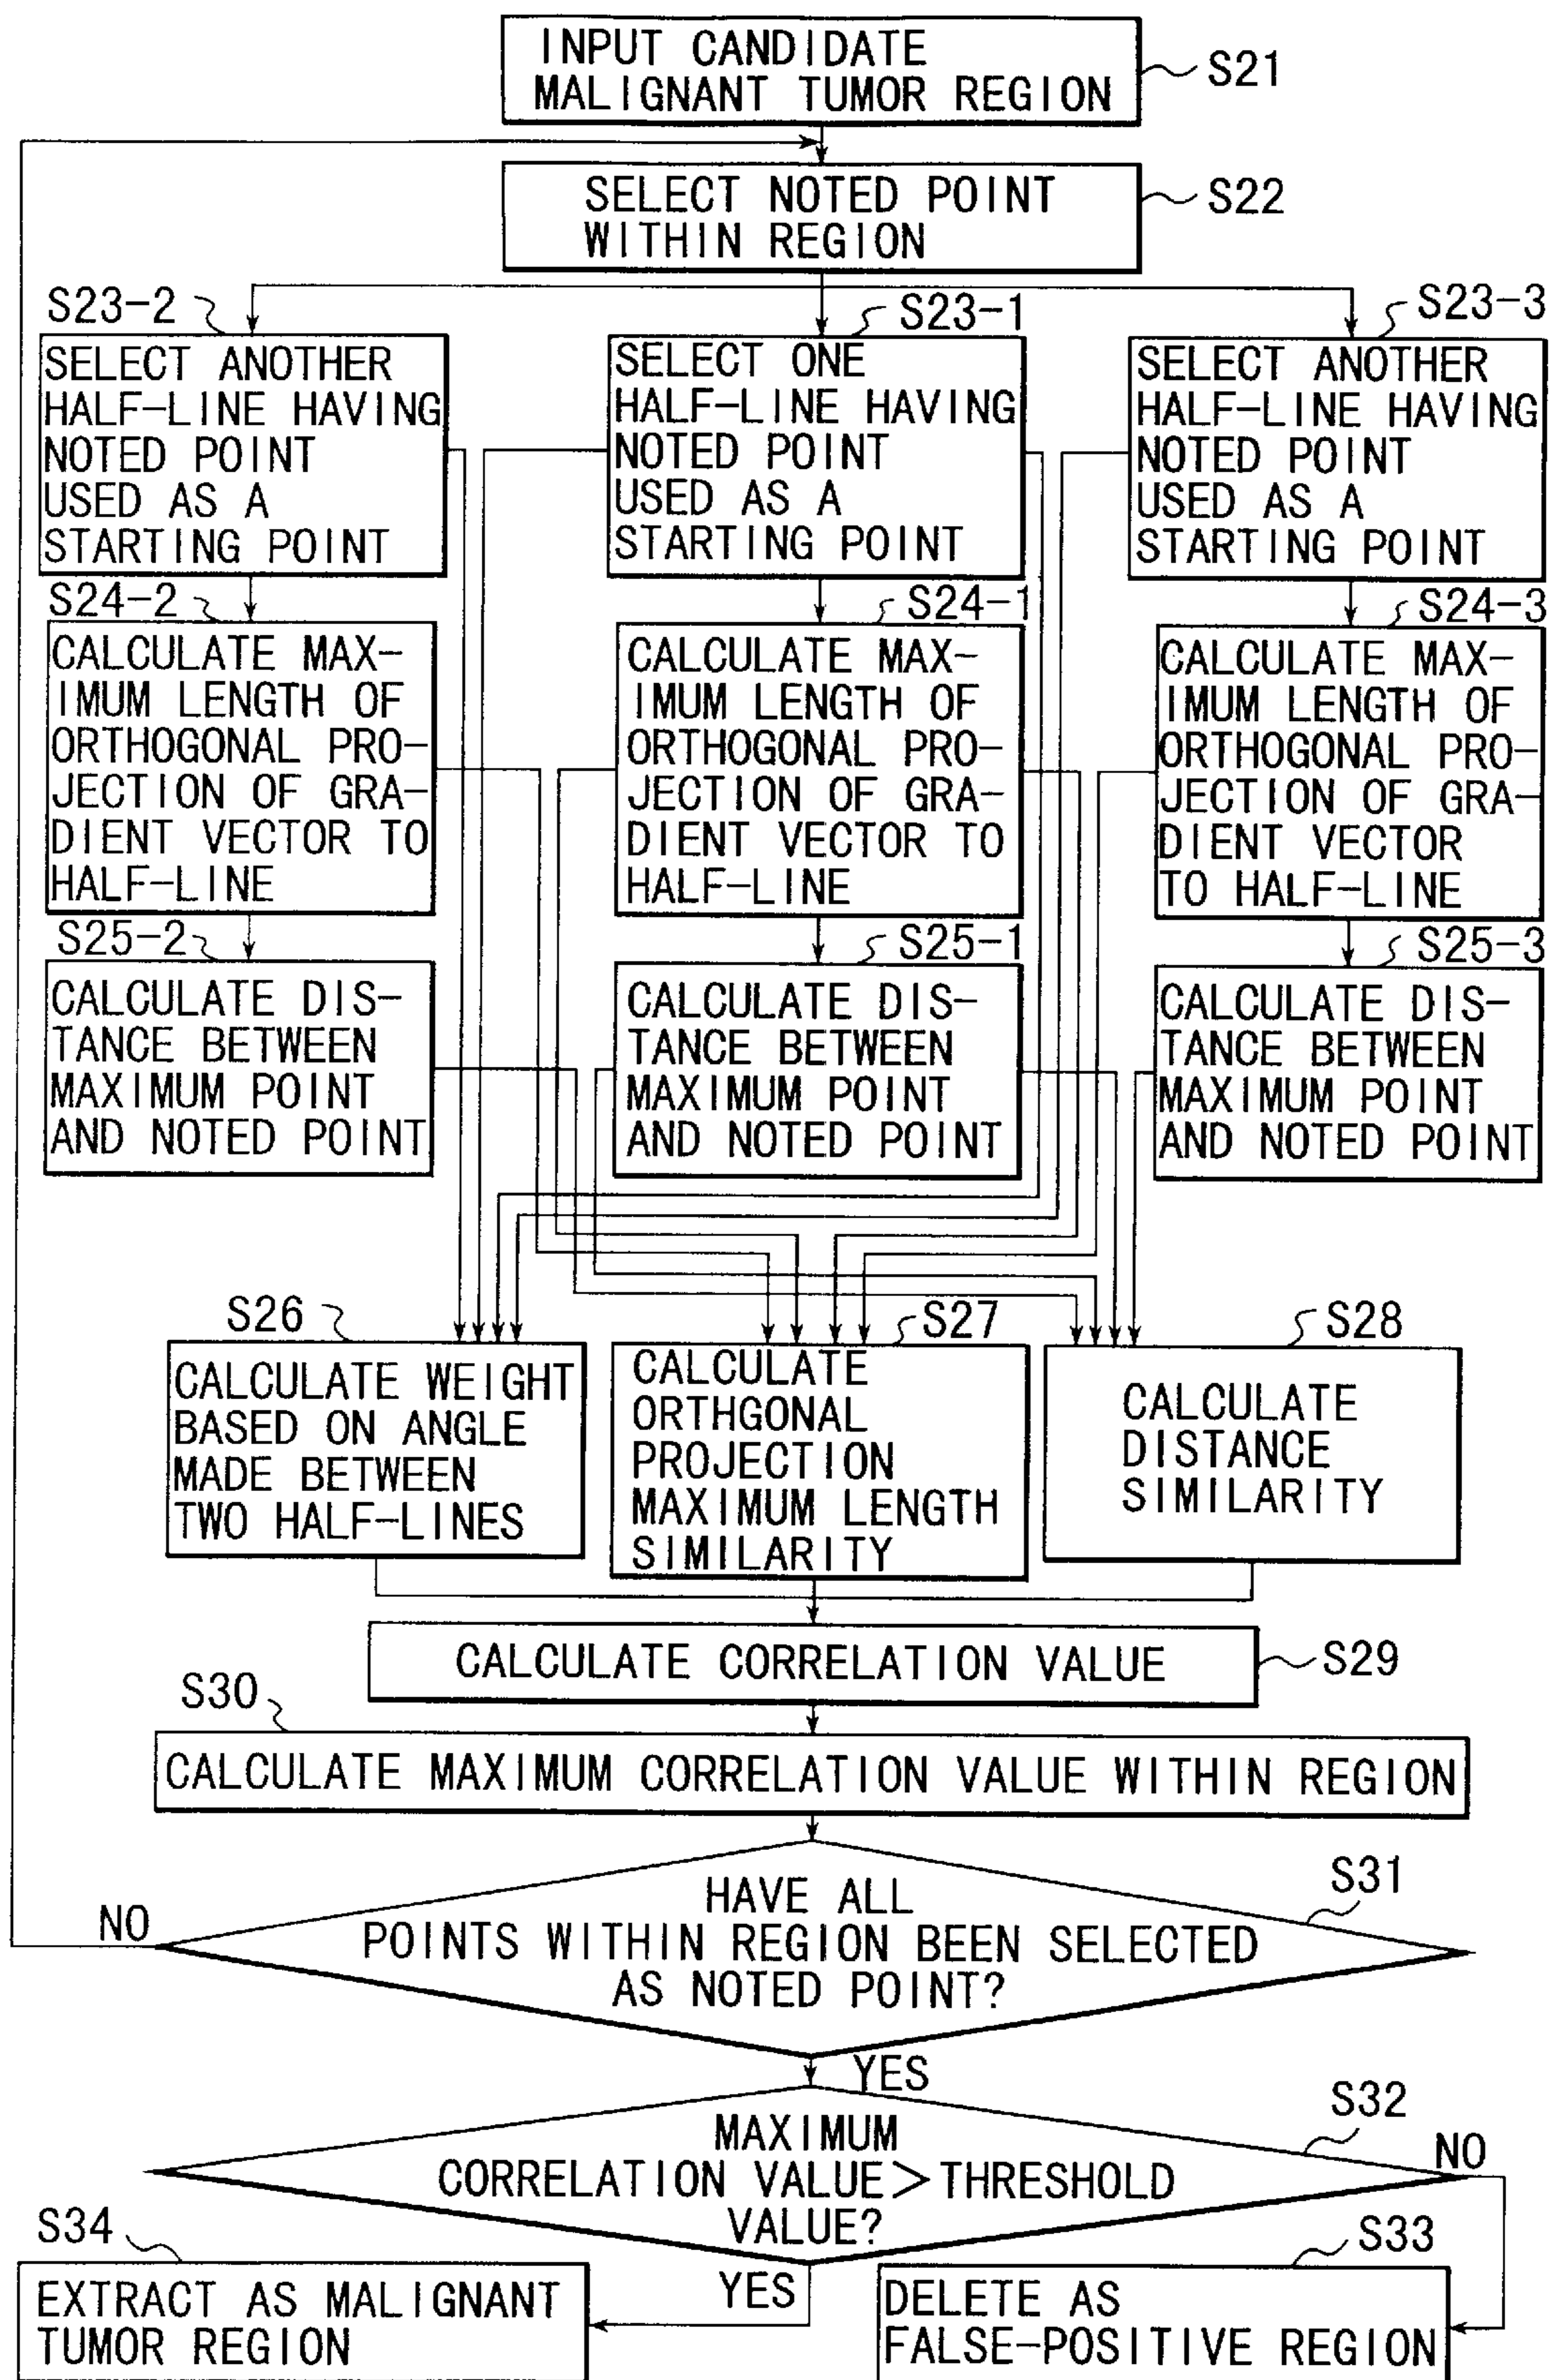 INPUT CANDIDATE
MALIGNANT TUMOR REGION
S21
SELECT NOTED POINT
WITHIN REGION
S22
S23-2
SELECT ANOTHER
HALF-LINE HAVING
NOTED POINT
USED AS A
STARTING POINT
S23-1
SELECT ONE
HALF-LINE HAVING
NOTED POINT
USED AS A
STARTING POINT
S23-3
SELECT ANOTHER
HALF-LINE HAVING
NOTED POINT
USED AS A
STARTING POINT
S24-2
CALCULATE MAX-
IMUM LENGTH OF
ORTHOGONAL PRO-
JECTION OF GRA-
DIENT VECTOR TO
HALF-LINE
S24-1
CALCULATE MAX-
IMUM LENGTH OF
ORTHOGONAL PRO-
JECTION OF GRA-
DIENT VECTOR TO
HALF-LINE
S24-3
CALCULATE MAX-
IMUM LENGTH OF
ORTHOGONAL PRO-
JECTION OF GRA-
DIENT VECTOR
TO HALF-LINE
S25-2
CALCULATE DIS-
TANCE BETWEEN
MAXIMUM POINT
AND NOTED POINT
S25-1
CALCULATE DIS-
TANCE BETWEEN
MAXIMUM POINT
AND NOTED POINT
S25-3
CALCULATE DIS-
TANCE BETWEEN
MAXIMUM POINT
AND NOTED POINT
S26
CALCULATE WEIGHT
BASED ON ANGLE
MADE BETWEEN
TWO HALF-LINES
S27
CALCULATE
ORTHGONAL
PROJECTION
MAXIMUM LENGTH
SIMILARITY
S28
CALCULATE
DISTANCE
SIMILARITY
CALCULATE CORRELATION VALUE
S29
S30
CALCULATE MAXIMUM CORRELATION VALUE WITHIN REGION
S31
HAVE ALL
POINTS WITHIN REGION BEEN SELECTED
AS NOTED POINT?
NO
YES
S32
MAXIMUM
CORRELATION VALUE>THRESHOLD
VALUE?
NO
YES
S34
EXTRACT AS MALIGNANT
TUMOR REGION
S33
DELETE AS
FALSE-POSITIVE REGION